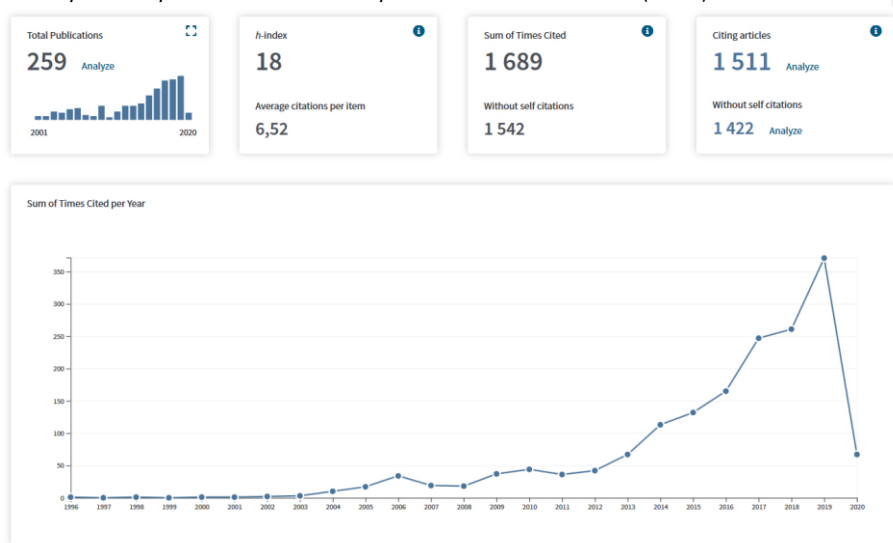 Total Publications
259 Analyze
2001 2020
h-index
18
Average citations per item
6,52
Sum of Times Cited
1 689
Without self citations
1 542
Citing articles
1 511 Analyze
Without self citations
1 422 Analyze
Sum of Times Cited per Year
350
300
250
200
150
100
50
0
1996 1997 1998 1999 2000 2001 2002 2003 2004 2005 2006 2007 2008 2009 2010 2011 2012 2013 2014 2015 2016 2017 2018 2019 2020